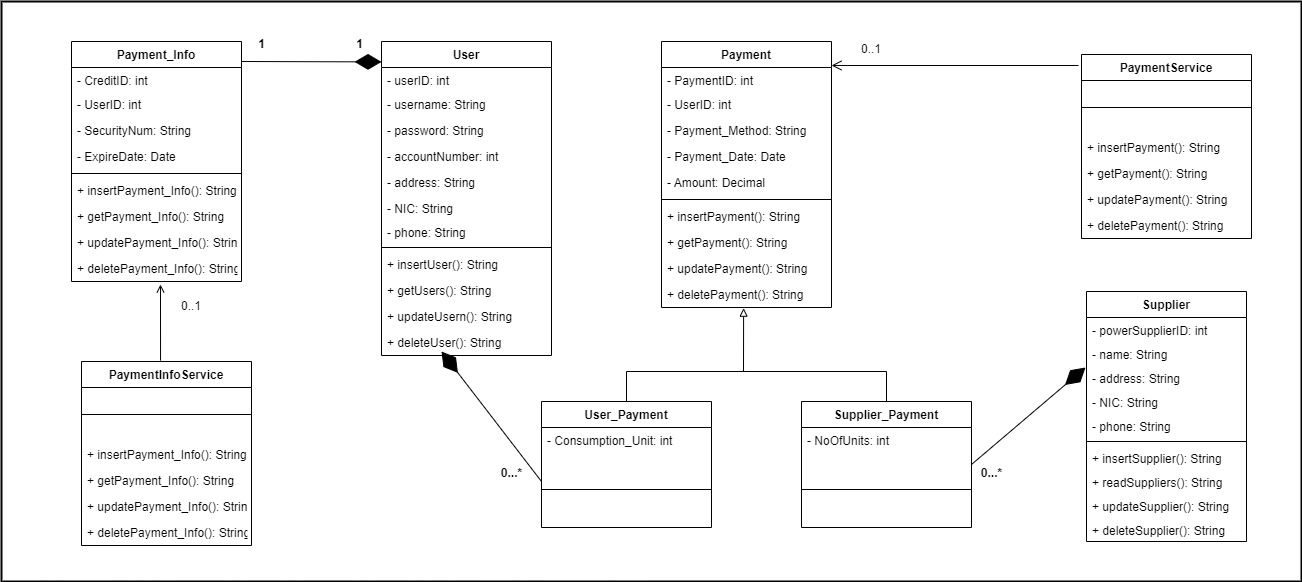 Payment_Info
- CreditID: int
- UserID: int
- SecurityNum: String
- ExpireDate: Date
+ insertPayment_Info(): String
+ getPayment_Info(): String
+ updatePayment_Info(): Strin
+ deletePayment_Info(): String
1
1
User
- userID: int
- username: String
- password: String
- accountNumber: int
- address: String
- NIC: String
- phone: String
+ insertUser(): String
+ getUsers(): String
+ updateUsern(): String
+ deleteUser(): String
Payment
- PaymentID: int
- UserID: int
- Payment_Method: String
- Payment_Date: Date
- Amount: Decimal
+ insertPayment(): String
+ getPayment(): String
+ updatePayment(): String
+ deletePayment(): String
0..1
PaymentService
+ insertPayment(): String
+ getPayment(): String
+ updatePayment(): String
+ deletePayment(): String
0..1
PaymentInfoService
+ insertPayment_Info(): String
+ getPayment_Info(): String
+ updatePayment_Info(): Strin
+ deletePayment_Info(): String
0...*
User_Payment
- Consumption_Unit: int
Supplier_Payment
- NoOfUnits: int
0...*
Supplier
- powerSupplierID: int
- name: String
- address: String
- NIC: String
- phone: String
+ insertSupplier(): String
+ readSuppliers(): String
+ updateSupplier(): String
+ deleteSupplier(): String